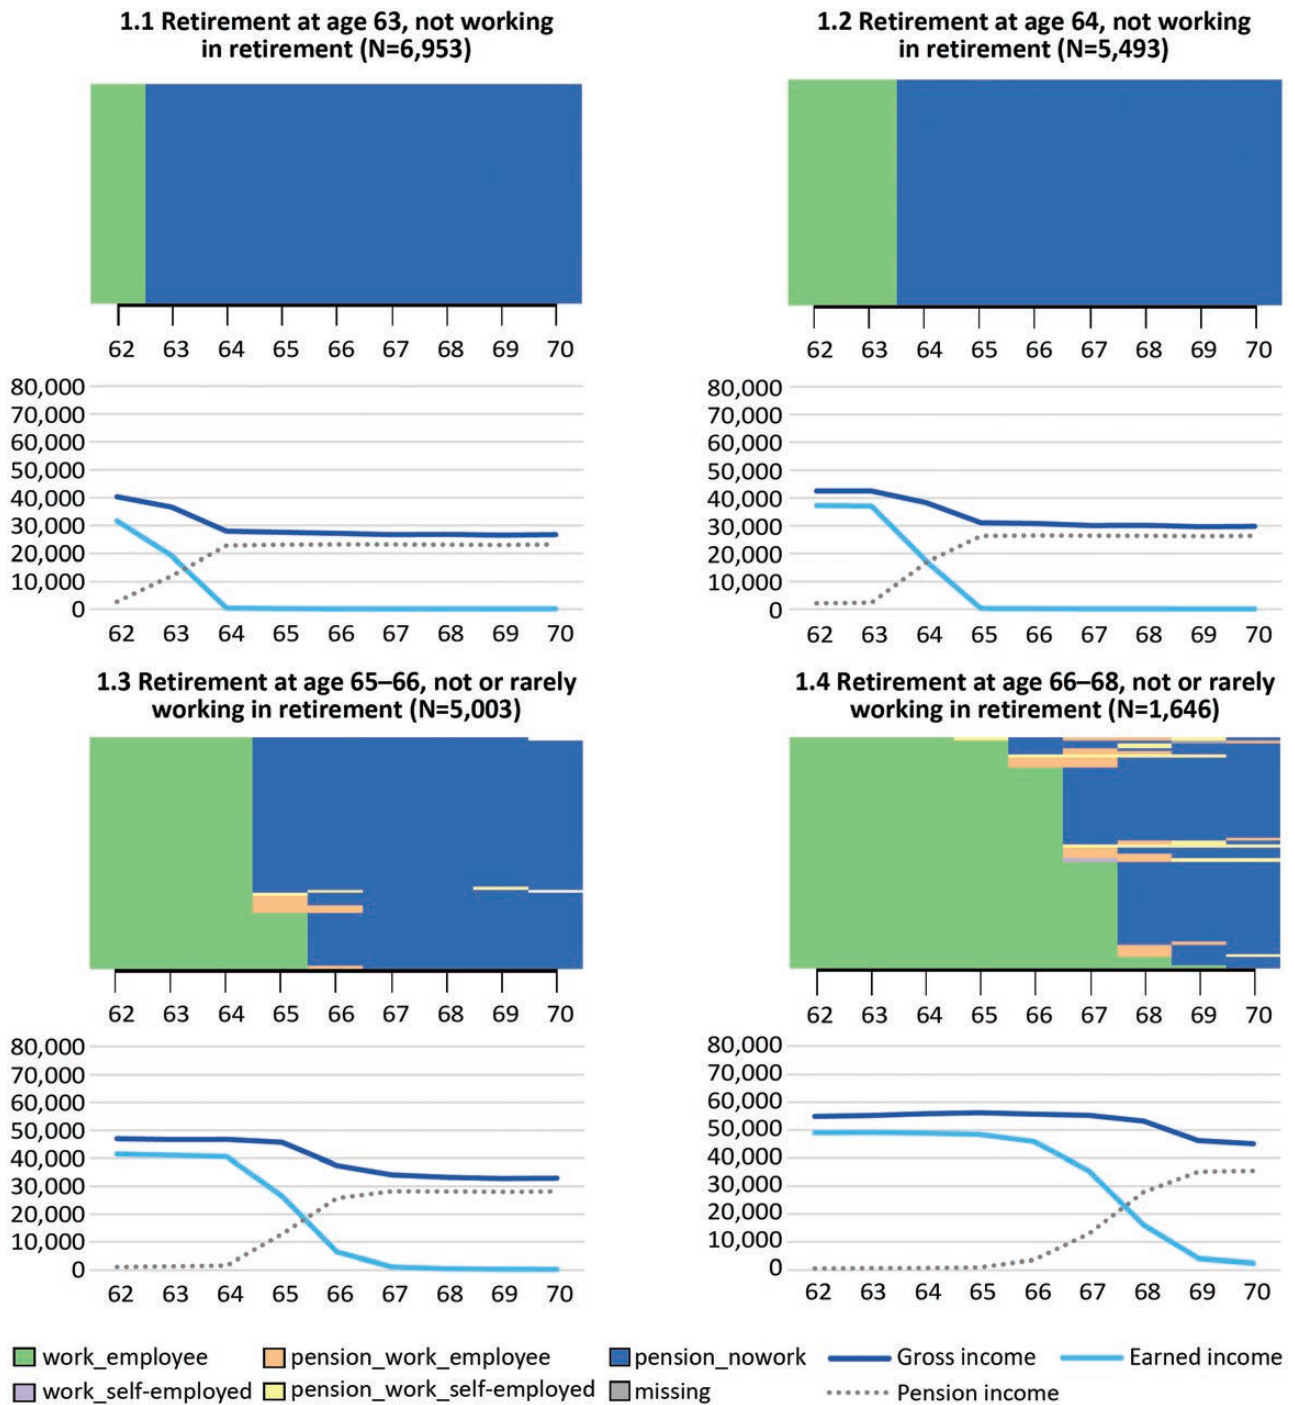 1.1 Retirement at age 63, not working
in retirement (N=6,953)
1.2 Retirement at age 64, not working
in retirement (N=5,493)
62 63 64 65 66 67 68 69 70
62 63 64 65 66 67 68 69 70
80,000
70,000
60,000
50,000
40,000
30,000
20,000
10,000
0
62 63 64 65 66 67 68 69 70
80,000
70,000
60,000
50,000
40,000
30,000
20,000
10,000
0
62 63 64 65 66 67 68 69 70
1.3 Retirement at age 65–66, not or rarely
working in retirement (N=5,003)
1.4 Retirement at age 66–68, not or rarely
working in retirement (N=1,646)
62 63 64 65 66 67 68 69 70
62 63 64 65 66 67 68 69 70
80,000
70,000
60,000
50,000
40,000
30,000
20,000
10,000
0
62 63 64 65 66 67 68 69 70
80,000
70,000
60,000
50,000
40,000
30,000
20,000
10,000
0
62 63 64 65 66 67 68 69 70
work_employee pension_work_employee pension_nowork Gross income Earned income
work_self-employed pension_work_self-employed missing Pension income